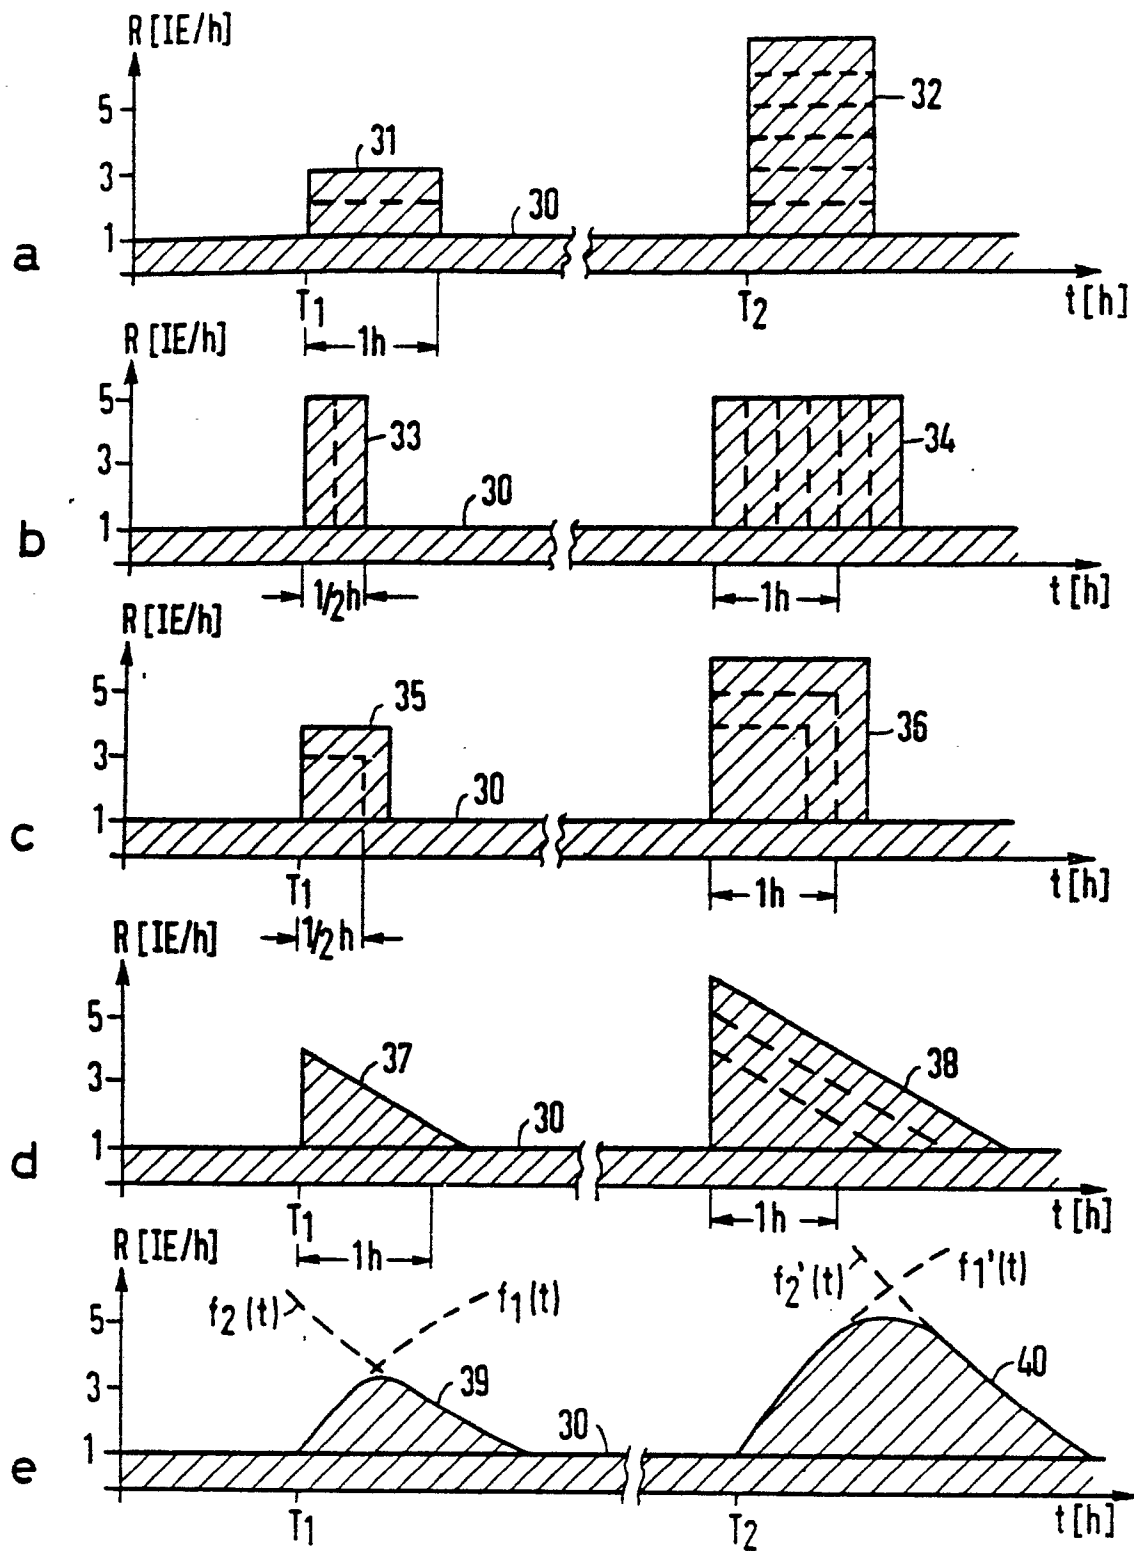 R [IE/h]
5
3
1
31
32
30
a
T1
T2
t [h]
1h
R [IE/h]
5
3
1
33
34
30
b
1/2h
1h
t [h]
R [IE/h]
5
3
1
35
36
30
c
T1
1/2h
1h
t [h]
R [IE/h]
5
3
1
37
38
30
d
T1
1h
1h
t [h]
R [IE/h]
f2 (t)
f1 (t)
f2' (t)
f1' (t)
5
3
1
39
40
30
e
T1
T2
t [h]